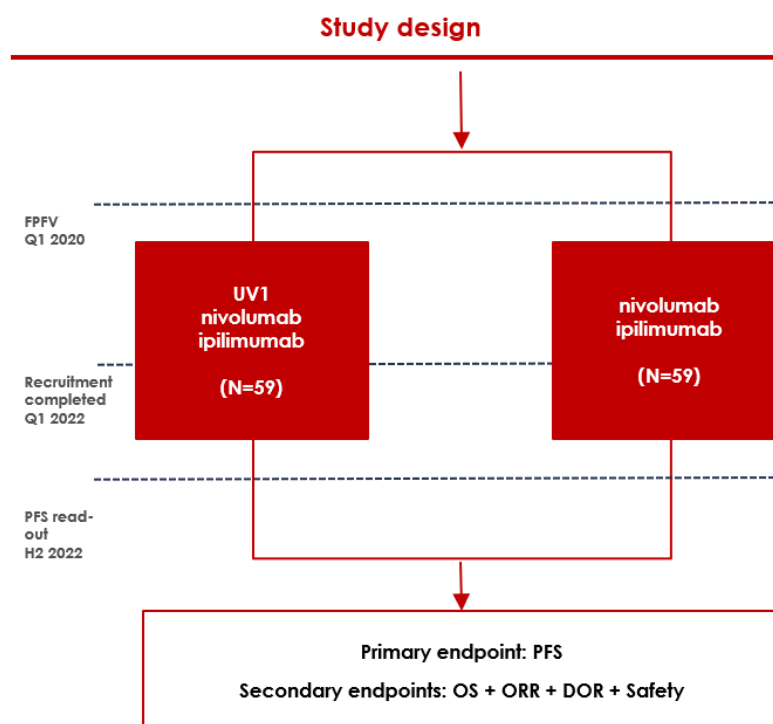 Study design
FPFV
Q1 2020
UV1
nivolumab
ipilimumab
(N=59)
nivolumab
ipilimumab
(N=59)
Recruitment
completed
Q1 2022
PFS read-
out
H2 2022
Primary endpoint: PFS
Secondary endpoints: OS + ORR + DOR + Safety